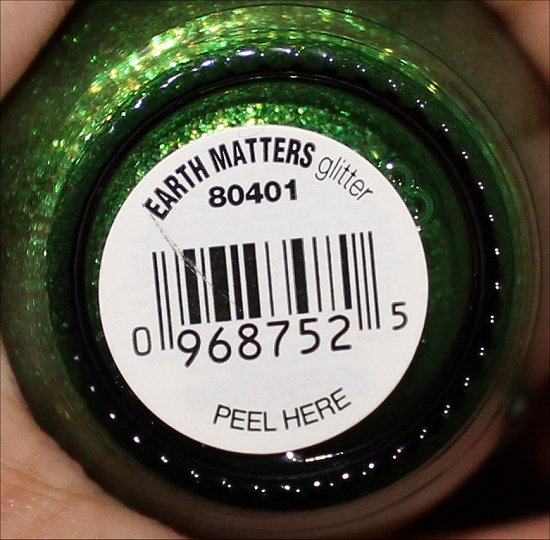 EARTH MATTERS glitter
80401
0 968752 5
PEEL HERE